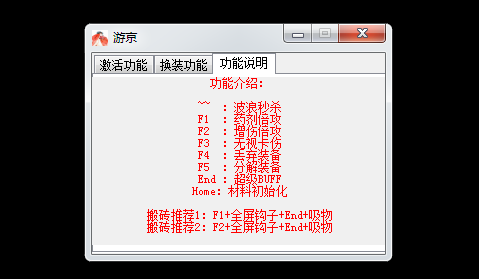 游京
激活功能 换装功能 功能说明
功能介绍:
~~ : 波浪秒杀
F1 : 药剂倍攻
F2 : 增伤倍攻
F3 : 无视卡伤
F4 : 丢弃装备
F5 : 分解装备
End : 超级BUFF
Home: 材料初始化
搬砖推荐1: F1+全屏钩子+End+吸物
搬砖推荐2: F2+全屏钩子+End+吸物